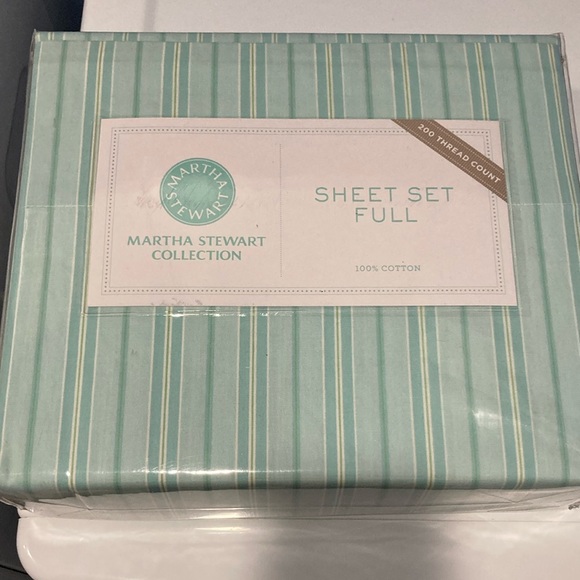 MARTHA
STEWART
MARTHA STEWART
COLLECTION
SHEET SET
FULL
100% COTTON
200 THREAD COUNT